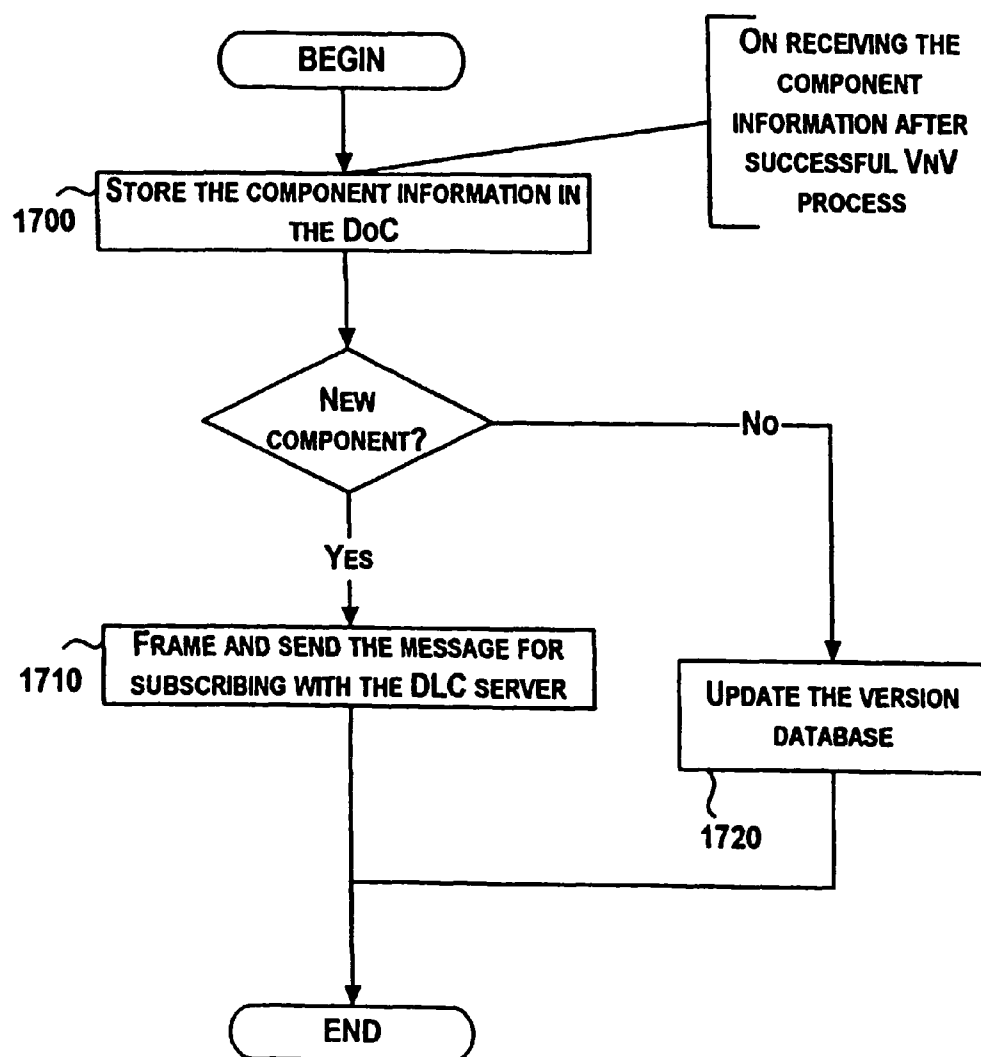 BEGIN
ON RECEIVING THE
COMPONENT
INFORMATION AFTER
SUCCESSFUL VNV
PROCESS
STORE THE COMPONENT INFORMATION IN
THE DOC
1700
NEW
COMPONENT?
NO
YES
FRAME AND SEND THE MESSAGE FOR
SUBSCRIBING WITH THE DLC SERVER
1710
UPDATE THE VERSION
DATABASE
1720
END